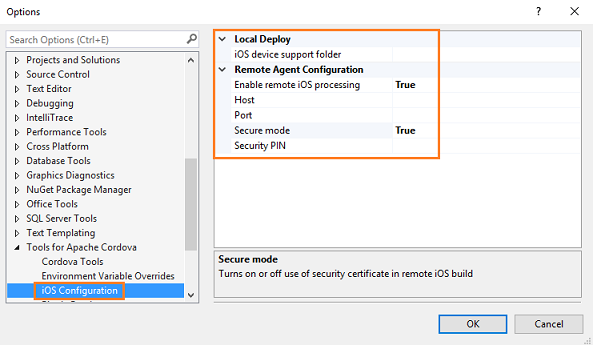 Options
Search Options (Ctrl+E)
Projects and Solutions
Source Control
Text Editor
Debugging
IntelliTrace
Performance Tools
Cross Platform
Database Tools
Graphics Diagnostics
NuGet Package Manager
Office Tools
SQL Server Tools
Text Templating
Tools for Apache Cordova
Cordova Tools
Environment Variable Overrides
iOS Configuration
Local Deploy
iOS device support folder
Remote Agent Configuration
Enable remote iOS processing True
Host
Port
Secure mode True
Security PIN
Secure mode
Turns on or off use of security certificate in remote iOS build
OK
Cancel